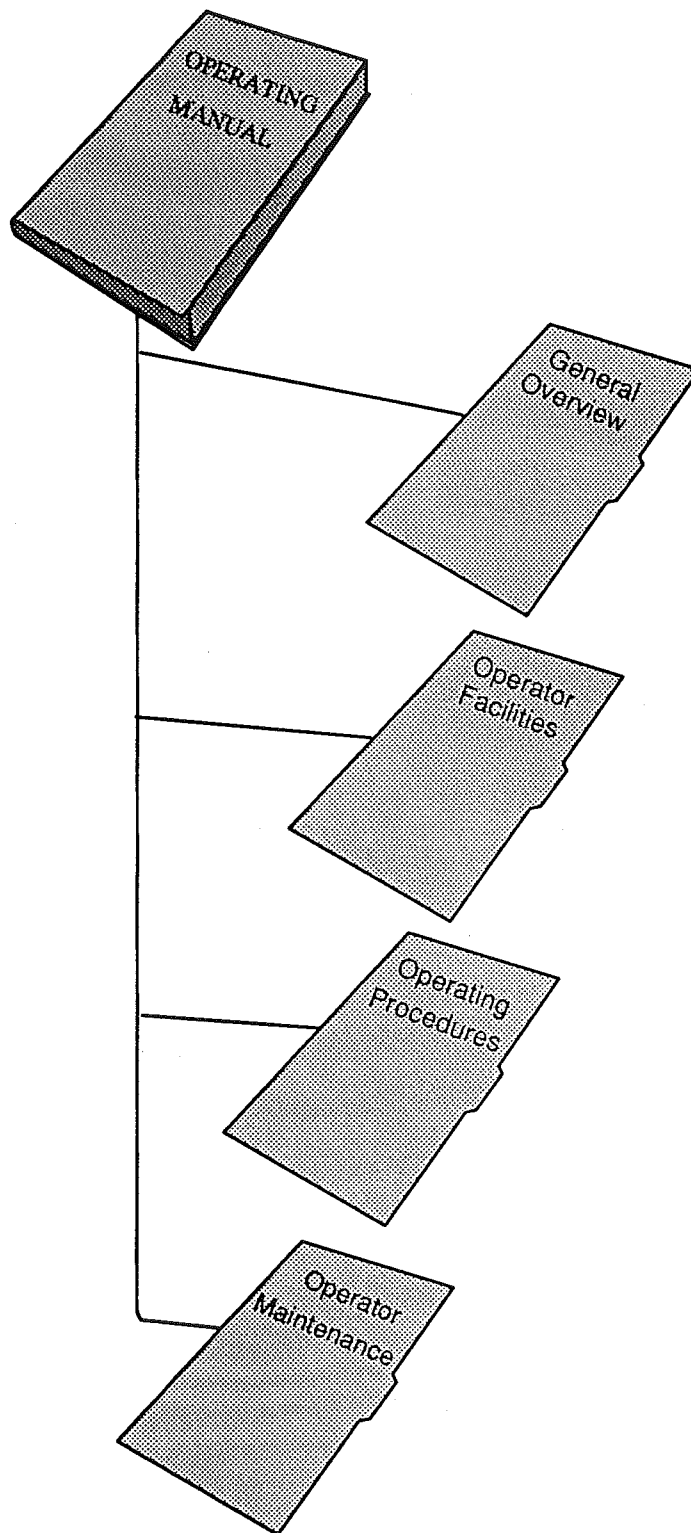 OPERATING
MANUAL
General
Overview
Operator
Facilities
Operating
Procedures
Operator
Maintenance